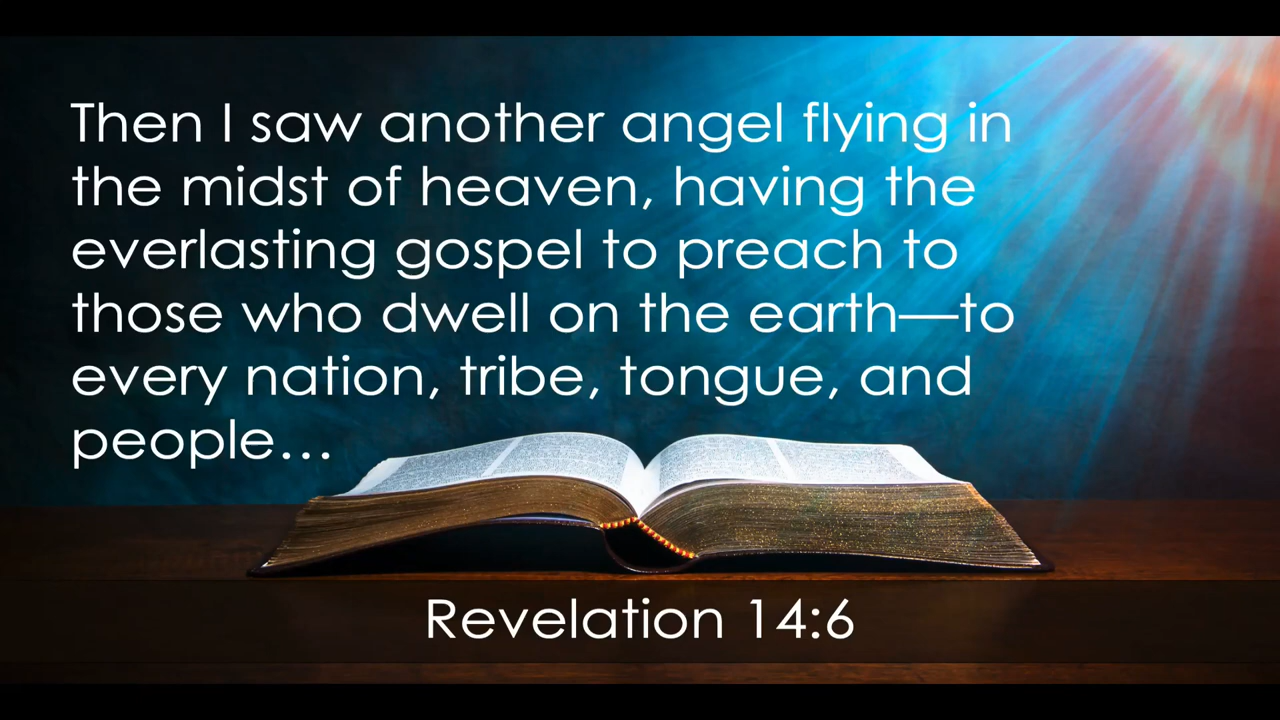 Then I saw another angel flying in
the midst of heaven, having the
everlasting gospel to preach to
those who dwell on the earth—to
every nation, tribe, tongue, and
people…
Revelation 14:6